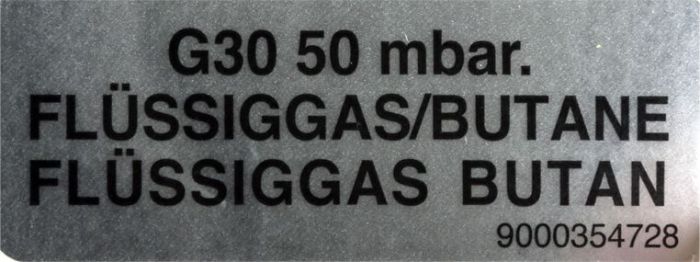 G30 50 mbar.
FLÜSSIGGAS/BUTANE
FLÜSSIGGAS BUTAN
9000354728